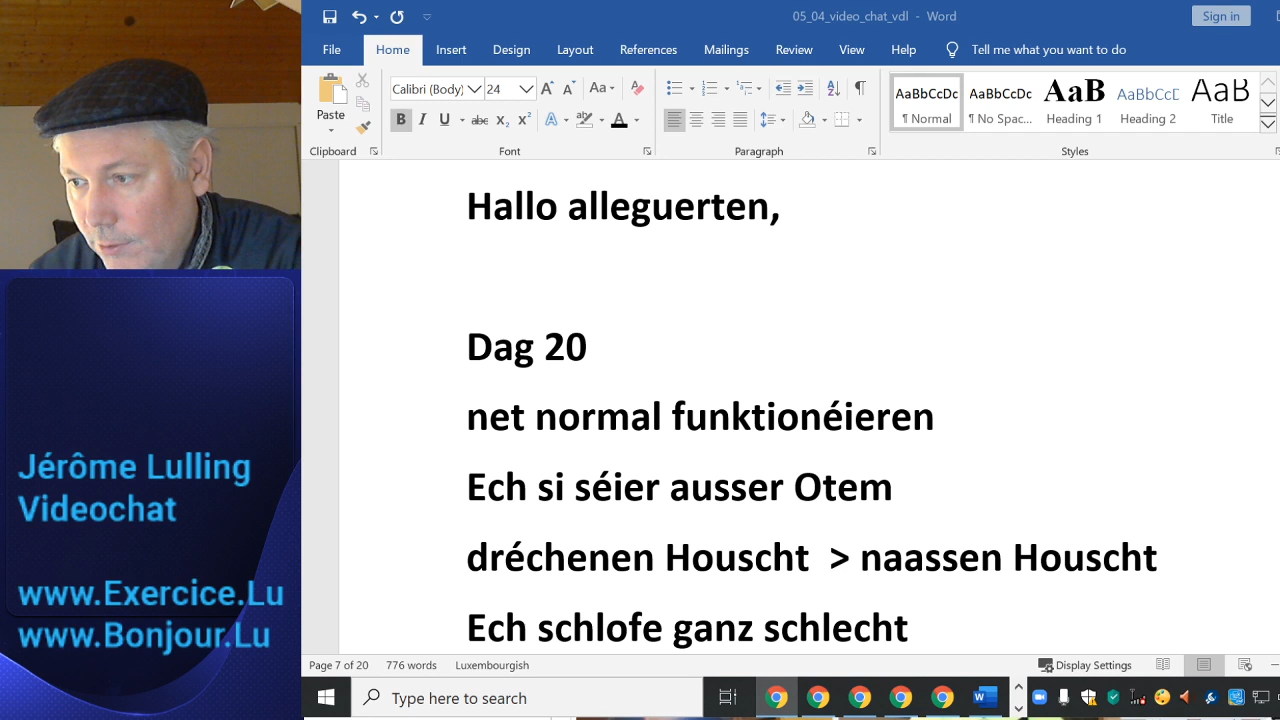 05_04_video_chat_vdl - Word
Sign in
File Home Insert Design Layout References Mailings Review View Help Tell me what you want to do
Paste
Calibri (Body) 24
AaBbCcDc AaBbCcDc AaB AaBbCcC AaB
¶ Normal ¶ No Spac... Heading 1 Heading 2 Title
Clipboard Font Paragraph Styles
Hallo alleguerten,
Dag 20
net normal funktionéieren
Ech si séier ausser Otem
dréchenen Houscht > naassen Houscht
Ech schlofe ganz schlecht
Jérôme Lulling
Videochat
www.Exercice.Lu
www.Bonjour.Lu
Page 7 of 20 776 words Luxembourgish Display Settings
Type here to search